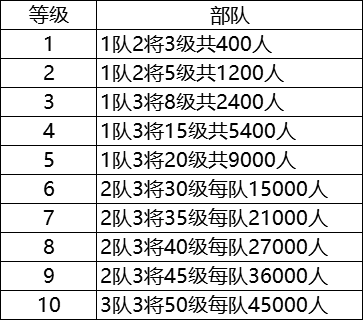 等级 部队
1 1队2将3级共400人
2 1队2将5级共1200人
3 1队3将8级共2400人
4 1队3将15级共5400人
5 1队3将20级共9000人
6 2队3将30级每队15000人
7 2队3将35级每队21000人
8 2队3将40级每队27000人
9 2队3将45级每队36000人
10 3队3将50级每队45000人